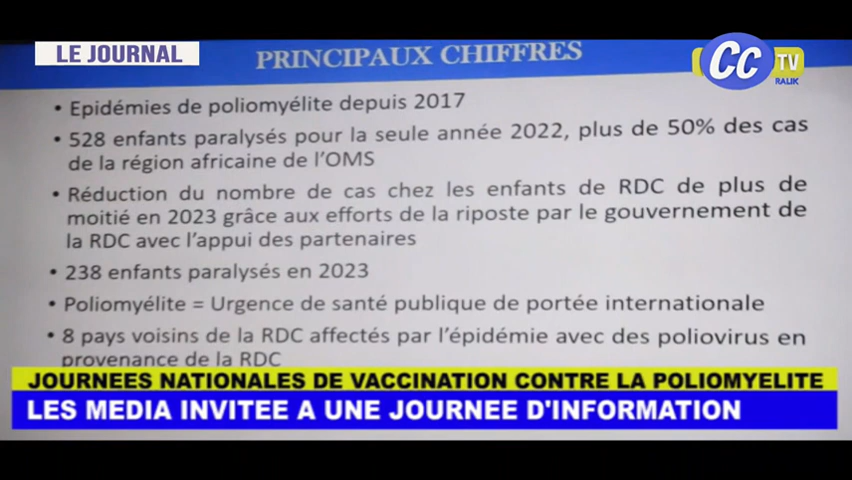 LE JOURNAL
PRINCIPAUX CHIFFRES
CC TV
RALIK
• Epidémies de poliomyélite depuis 2017
• 528 enfants paralysés pour la seule année 2022, plus de 50% des cas
de la région africaine de l'OMS
• Réduction du nombre de cas chez les enfants de RDC de plus de
moitié en 2023 grâce aux efforts de la riposte par le gouvernement de
la RDC avec l'appui des partenaires
• 238 enfants paralysés en 2023
• Poliomyélite = Urgence de santé publique de portée internationale
• 8 pays voisins de la RDC affectés par l'épidémie avec des poliovirus en
provenance de la RDC
JOURNEES NATIONALES DE VACCINATION CONTRE LA POLIOMYELITE
LES MEDIA INVITEE A UNE JOURNEE D'INFORMATION